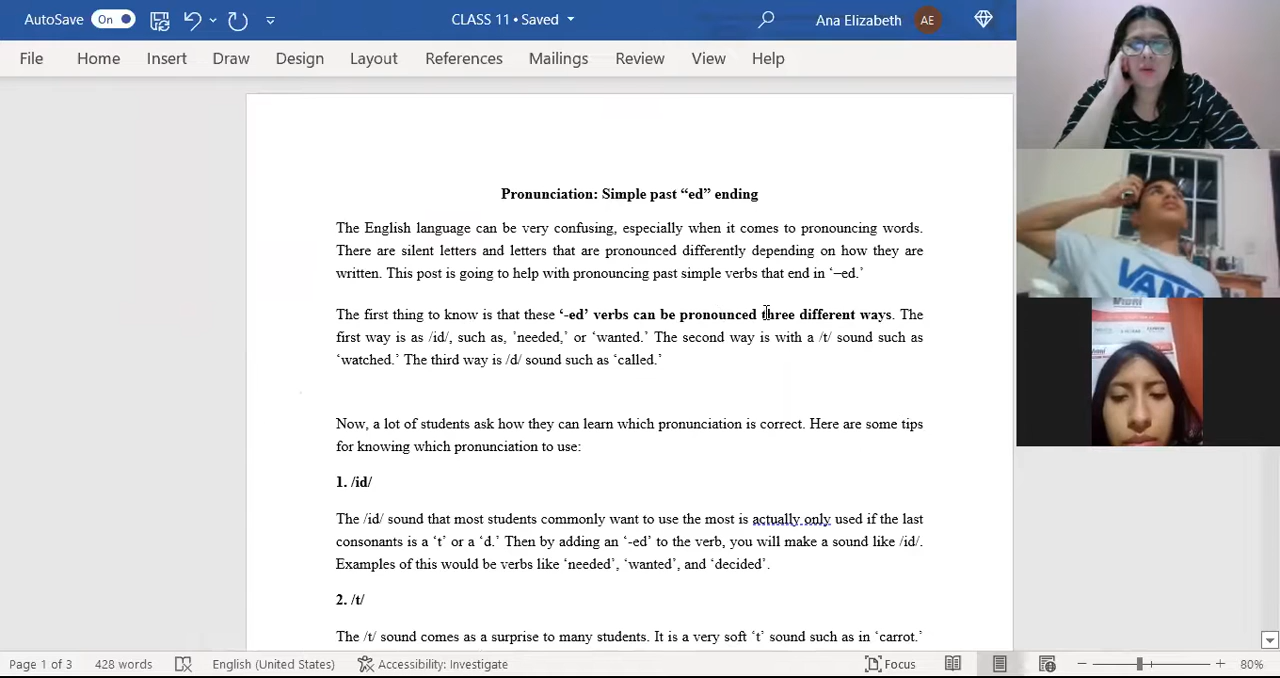 AutoSave On CLASS 11 • Saved Ana Elizabeth AE
File Home Insert Draw Design Layout References Mailings Review View Help
Pronunciation: Simple past “ed” ending
The English language can be very confusing, especially when it comes to pronouncing words.
There are silent letters and letters that are pronounced differently depending on how they are
written. This post is going to help with pronouncing past simple verbs that end in ‘–ed.’
The first thing to know is that these ‘-ed’ verbs can be pronounced three different ways. The
first way is as /id/, such as, 'needed,’ or ‘wanted.’ The second way is with a /t/ sound such as
‘watched.’ The third way is /d/ sound such as ‘called.’
Now, a lot of students ask how they can learn which pronunciation is correct. Here are some tips
for knowing which pronunciation to use:
1. /id/
The /id/ sound that most students commonly want to use the most is actually only used if the last
consonants is a ‘t’ or a ‘d.’ Then by adding an ‘-ed’ to the verb, you will make a sound like /id/.
Examples of this would be verbs like ‘needed’, ‘wanted’, and ‘decided’.
2. /t/
The /t/ sound comes as a surprise to many students. It is a very soft ‘t’ sound such as in ‘carrot.’
VANS
Page 1 of 3 428 words English (United States) Accessibility: Investigate Focus 80%